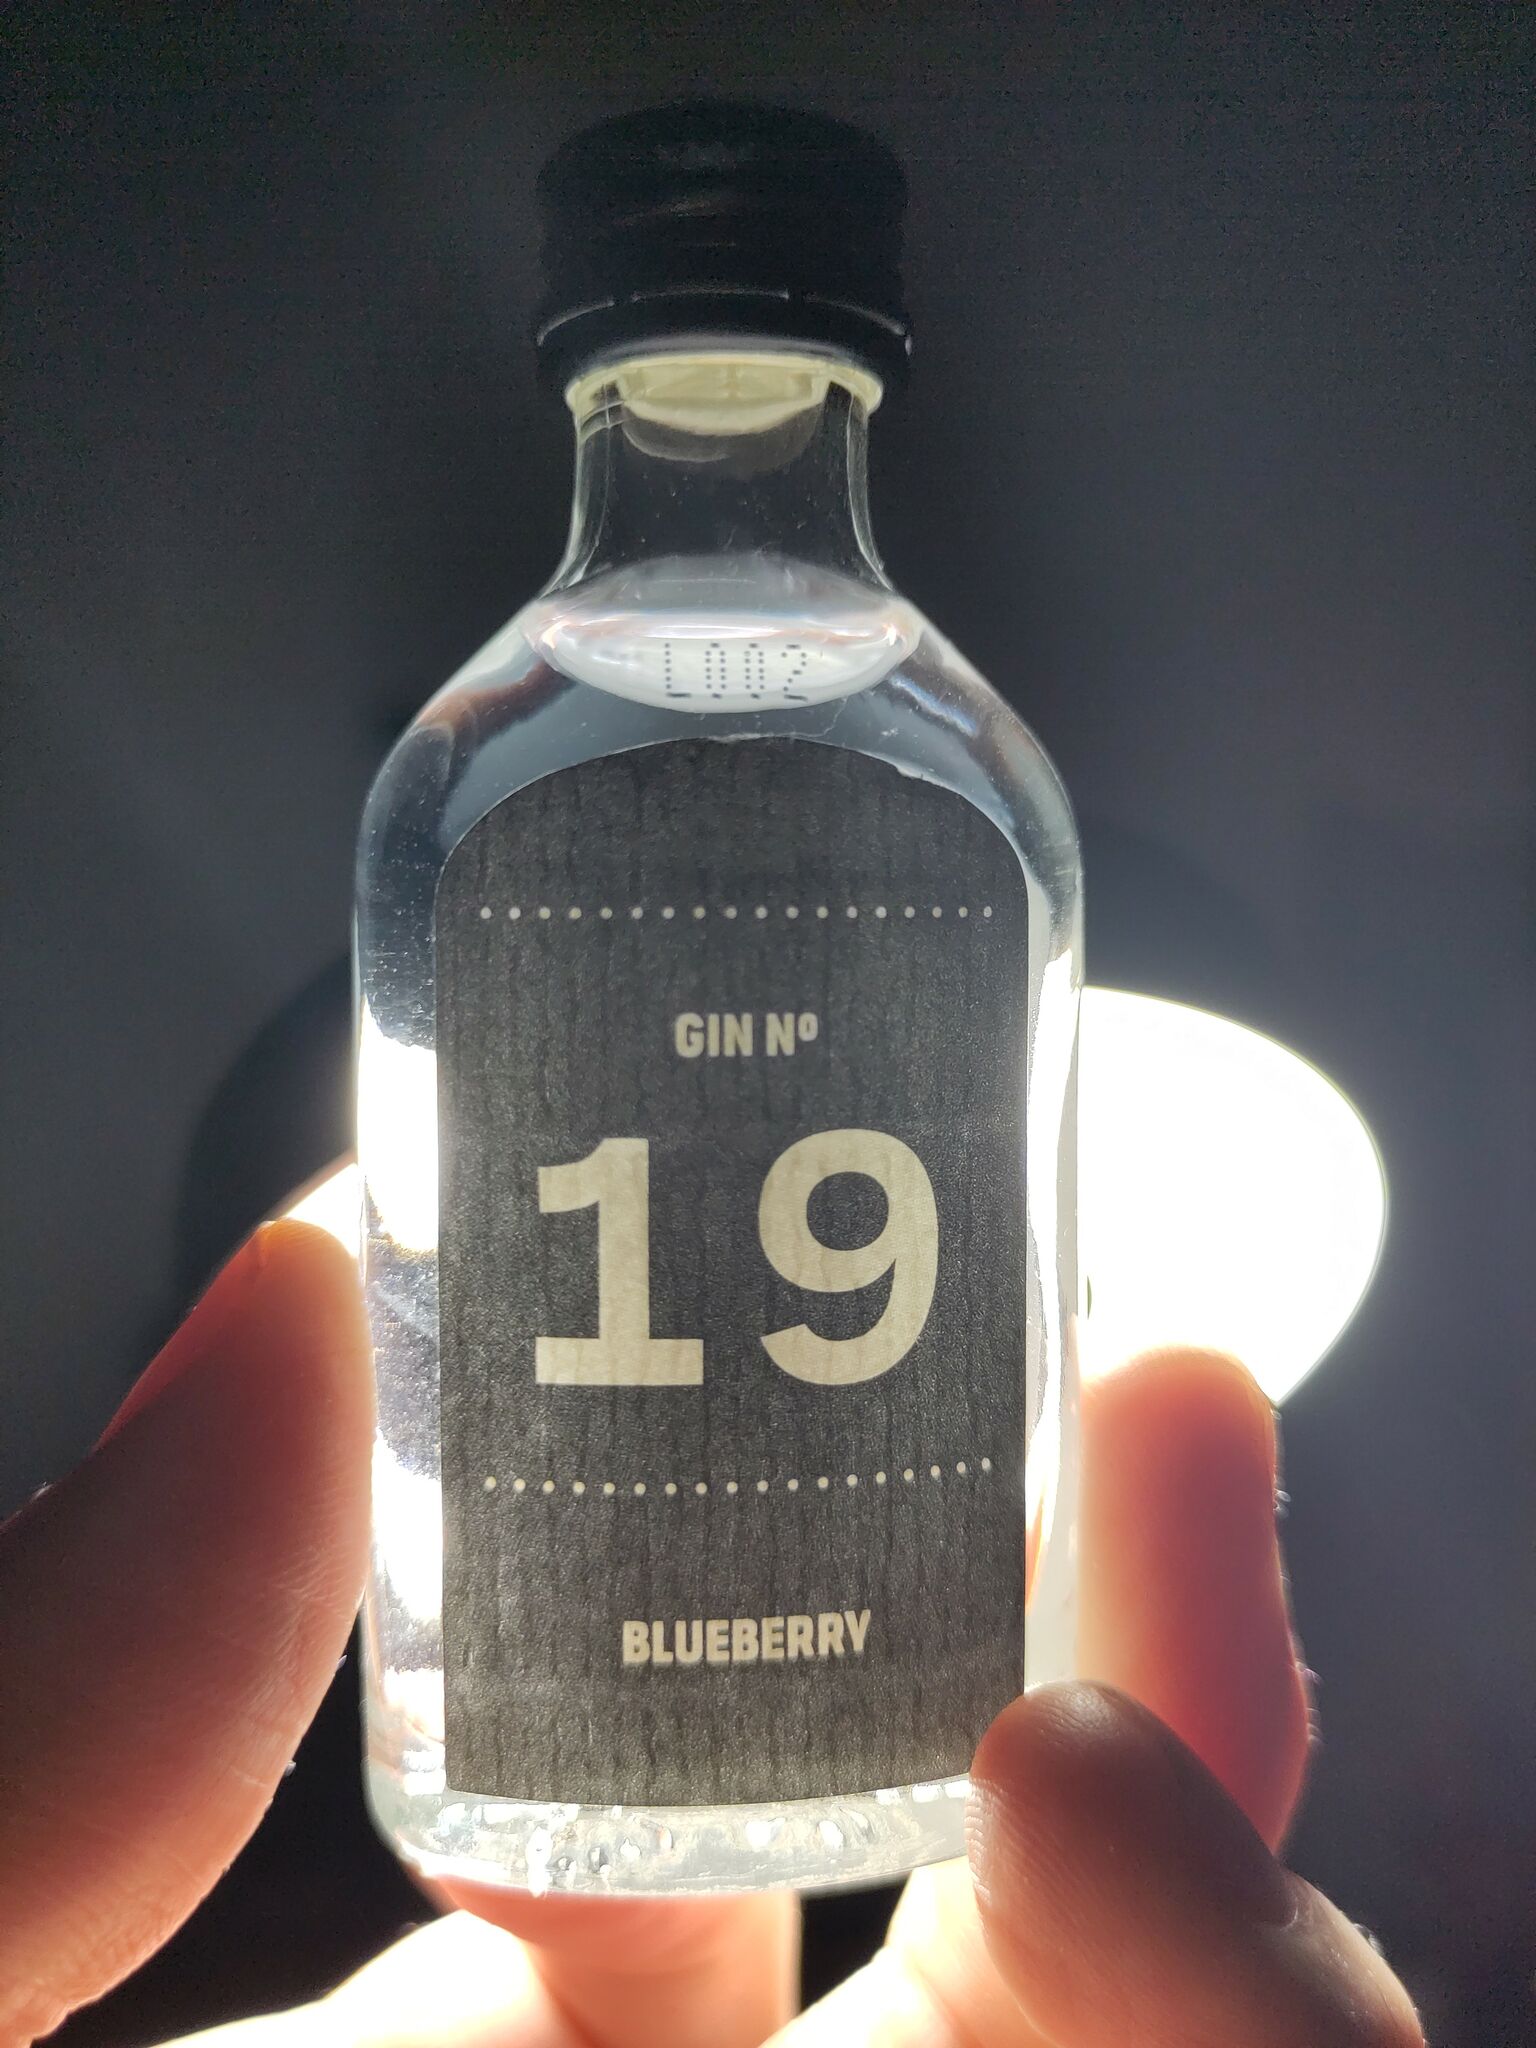 L002
GIN Nº
19
BLUEBERRY